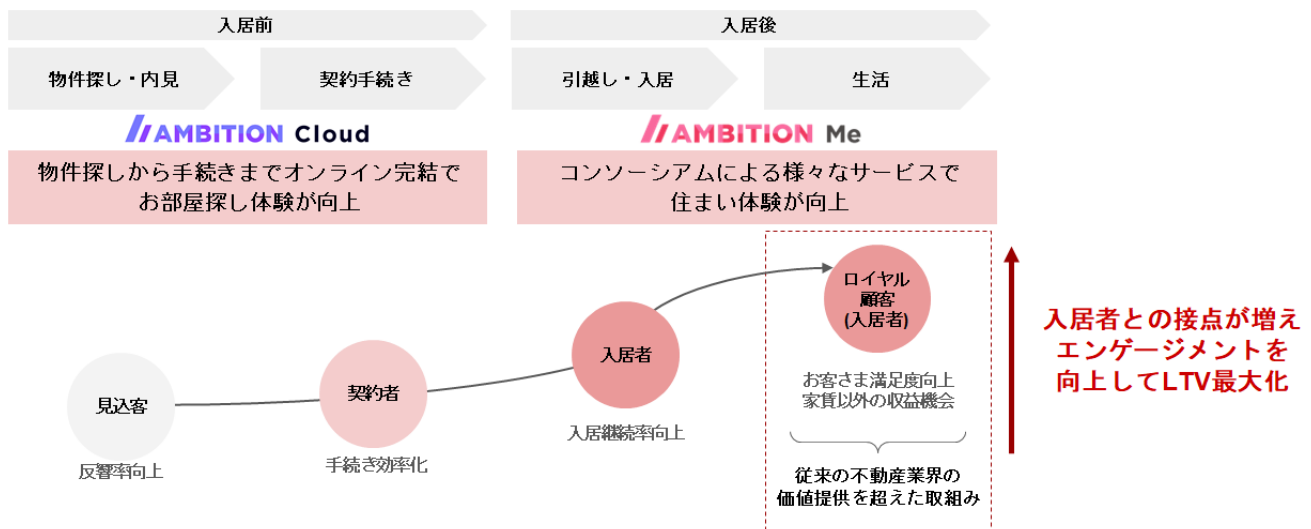 入居前
入居後
物件探し・内見
契約手続き
引越し・入居
生活
AMBITION Cloud
AMBITION Me
物件探しから手続きまでオンライン完結で
お部屋探し体験が向上
コンソーシアムによる様々なサービスで
住まい体験が向上
見込客
反響率向上
契約者
手続き効率化
入居者
入居継続率向上
ロイヤル
顧客
(入居者)
お客さま満足度向上
家賃以外の収益機会
従来の不動産業界の
価値提供を超えた取組み
入居者との接点が増え
エンゲージメントを
向上してLTV最大化